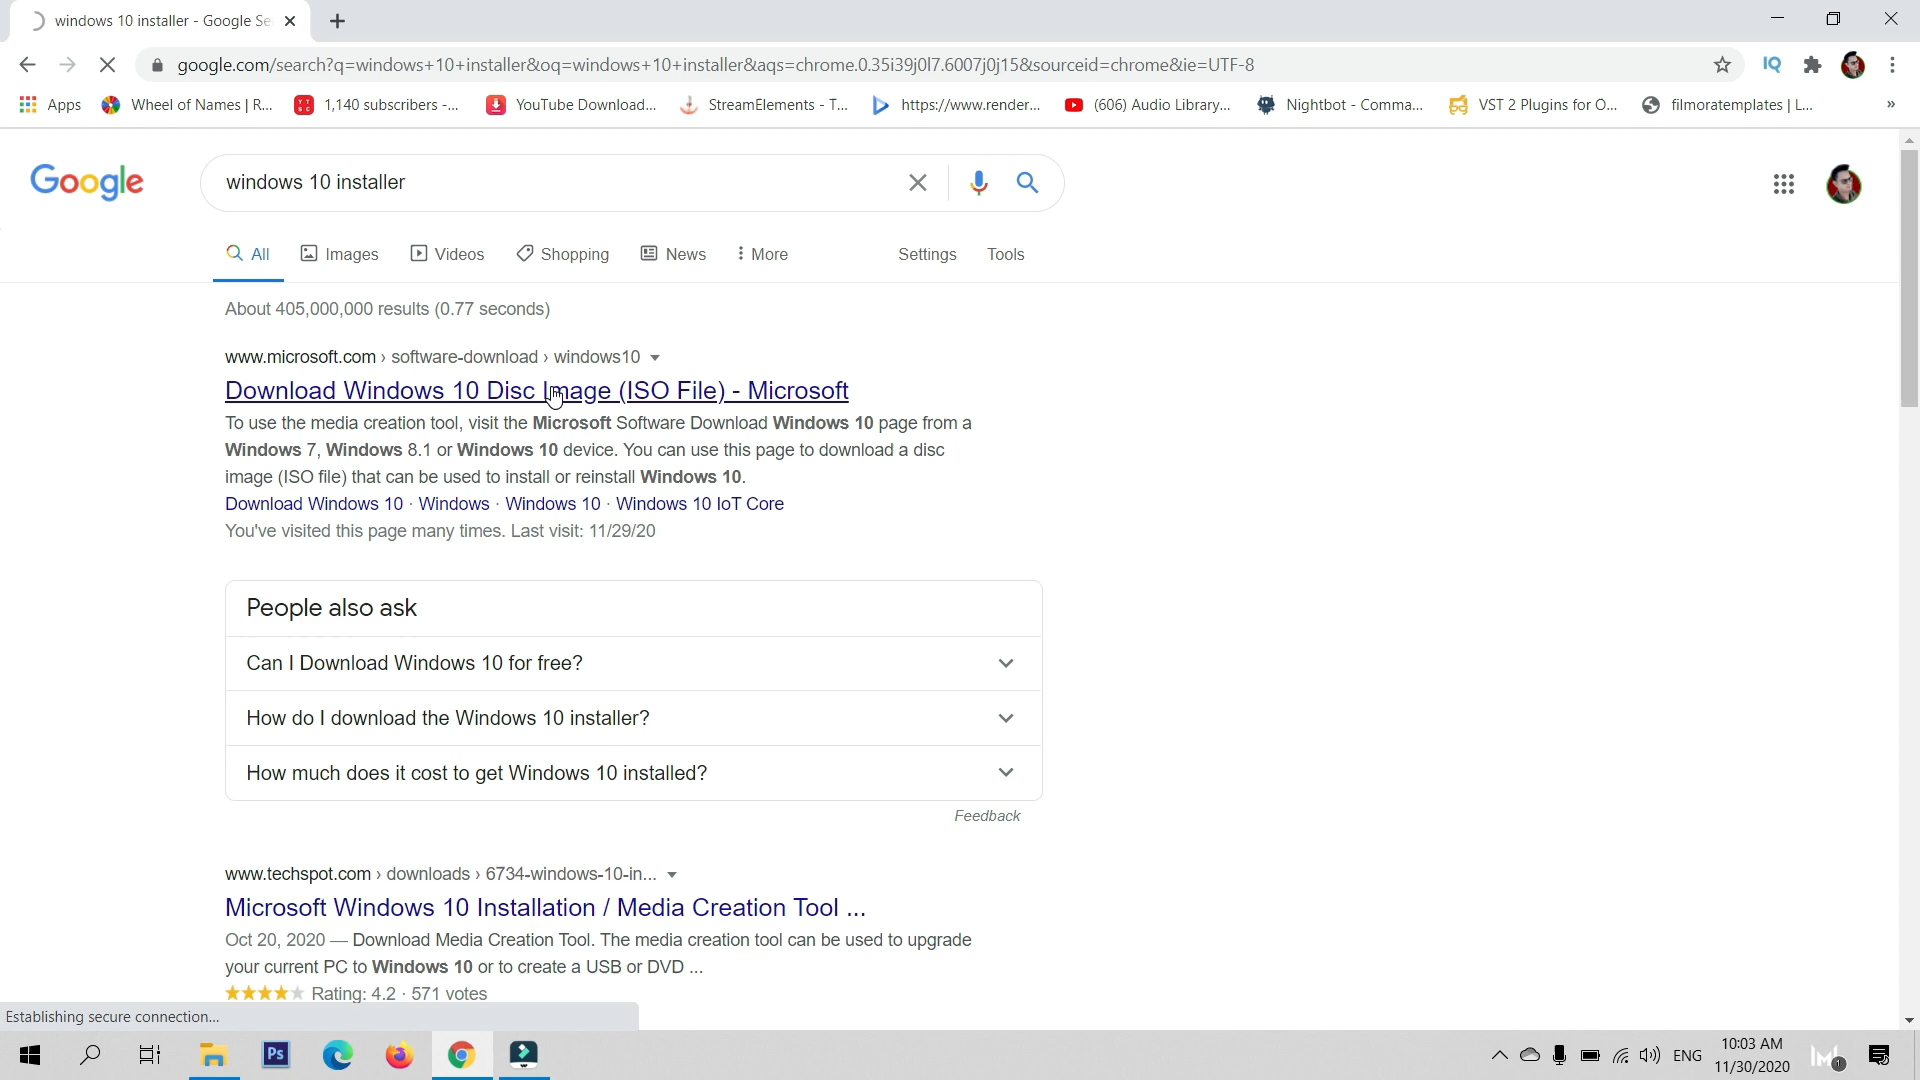 windows 10 installer - Google Se
google.com/search?q=windows+10+installer&oq=windows+10+installer&aqs=chrome.0.35i39j0l7.6007j0j15&sourceid=chrome&ie=UTF-8
IQ
Apps
Wheel of Names | R...
1,140 subscribers -...
YouTube Download...
StreamElements - T...
https://www.render...
(606) Audio Library...
Nightbot - Comma...
VST 2 Plugins for O...
filmoratemplates | L...
»
Google
windows 10 installer
All
Images
Videos
Shopping
News
More
Settings
Tools
About 405,000,000 results (0.77 seconds)
www.microsoft.com › software-download › windows10
Download Windows 10 Disc Image (ISO File) - Microsoft
To use the media creation tool, visit the Microsoft Software Download Windows 10 page from a
Windows 7, Windows 8.1 or Windows 10 device. You can use this page to download a disc
image (ISO file) that can be used to install or reinstall Windows 10.
Download Windows 10 · Windows · Windows 10 · Windows 10 IoT Core
You've visited this page many times. Last visit: 11/29/20
People also ask
Can I Download Windows 10 for free?
How do I download the Windows 10 installer?
How much does it cost to get Windows 10 installed?
Feedback
www.techspot.com › downloads › 6734-windows-10-in...
Microsoft Windows 10 Installation / Media Creation Tool ...
Oct 20, 2020 — Download Media Creation Tool. The media creation tool can be used to upgrade
your current PC to Windows 10 or to create a USB or DVD ...
Rating: 4.2 · 571 votes
Establishing secure connection...
Ps
ENG
10:03 AM
11/30/2020
1